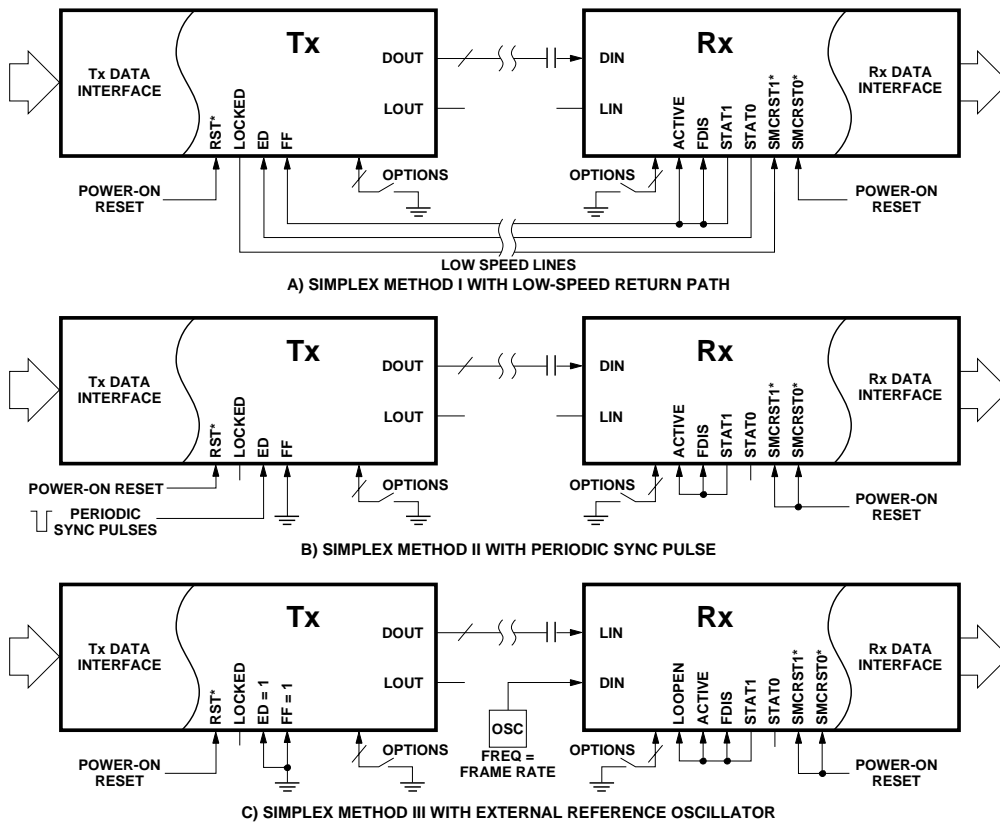 Tx
Rx
Tx DATA
INTERFACE
DOUT
LOUT
DIN
LIN
Rx DATA
INTERFACE
RST*
LOCKED
ED
FF
ACTIVE
FDIS
STAT1
STAT0
SMCRST1*
SMCRST0*
POWER-ON
RESET
OPTIONS
OPTIONS
POWER-ON
RESET
LOW SPEED LINES
A) SIMPLEX METHOD I WITH LOW-SPEED RETURN PATH
Tx
Rx
Tx DATA
INTERFACE
DOUT
LOUT
DIN
LIN
Rx DATA
INTERFACE
RST*
LOCKED
ED
FF
ACTIVE
FDIS
STAT1
STAT0
SMCRST1*
SMCRST0*
POWER-ON RESET
PERIODIC
SYNC PULSES
OPTIONS
OPTIONS
POWER-ON
RESET
B) SIMPLEX METHOD II WITH PERIODIC SYNC PULSE
Tx
Rx
Tx DATA
INTERFACE
DOUT
LOUT
LIN
DIN
Rx DATA
INTERFACE
RST*
LOCKED
ED = 1
FF = 1
LOOPEN
ACTIVE
FDIS
STAT1
STAT0
SMCRST1*
SMCRST0*
OSC
FREQ =
FRAME RATE
POWER-ON
RESET
OPTIONS
OPTIONS
POWER-ON
RESET
C) SIMPLEX METHOD III WITH EXTERNAL REFERENCE OSCILLATOR